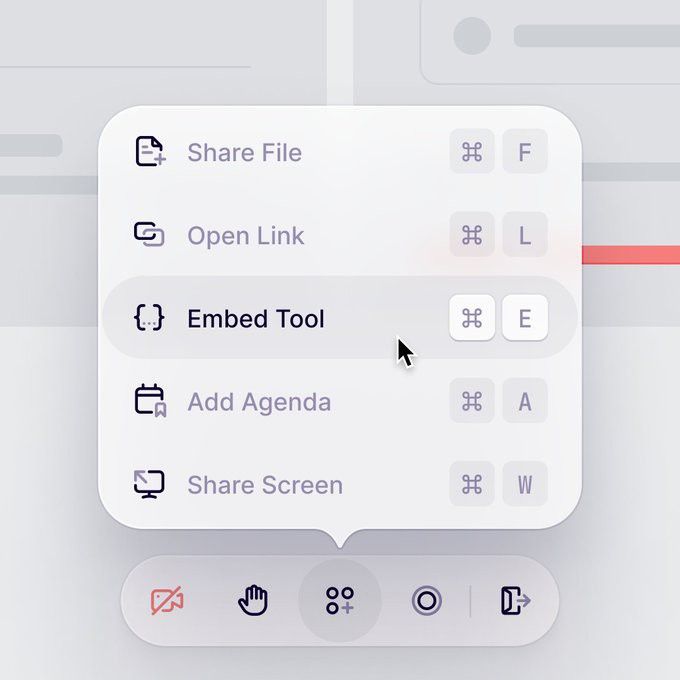 Share File ⌘ F
Open Link ⌘ L
Embed Tool ⌘ E
Add Agenda ⌘ A
Share Screen ⌘ W